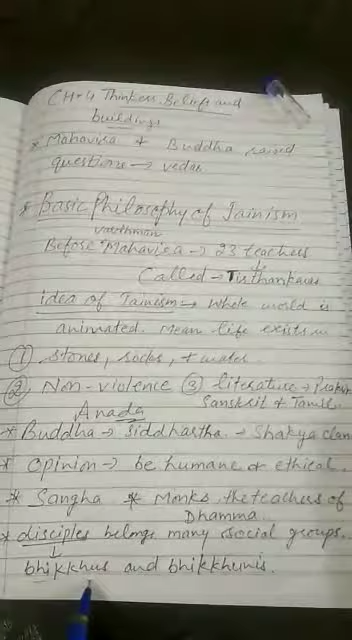 CH×4 Thinkers Beliefs and
buildings
* Mahavira + Buddha raised
questions → vedas
* Basic Philosophy of Jainism
vardhman
Before Mahavira → 23 teachers
↓
Called → Tirthankaras
idea of Jainism → Whole world is
animated. Mean life exists in
① Stones, rocks, + water.
② Non-violence ③ literature → Prakrit
Sanskrit & Tamil.
Anada
* Buddha → Siddhartha → Shakya clan
* Opinion → be humane & ethical.
* Sangha * Monks the teachers of
Dhamma
* disciples belongs many social groups.
↓
bhikkhus and bhikkhunis.